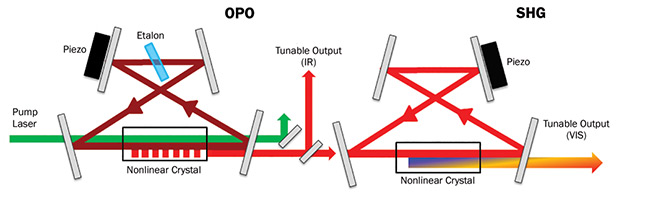 OPO
SHG
Piezo
Etalon
Tunable Output
(IR)
Piezo
Pump
Laser
Tunable Output
(VIS)
Nonlinear Crystal
Nonlinear Crystal